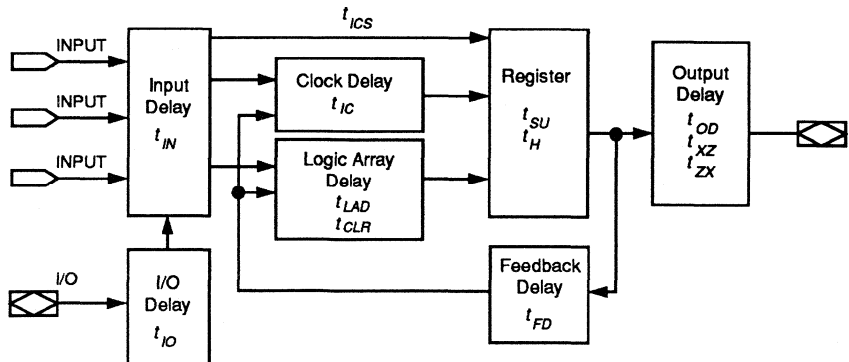 t_ICS
INPUT
INPUT
INPUT
Input
Delay
t_IN
Clock Delay
t_IC
Logic Array
Delay
t_LAD
t_CLR
Register
t_SU
t_H
Output
Delay
t_OD
t_XZ
t_ZX
I/O
I/O
Delay
t_IO
Feedback
Delay
t_FD